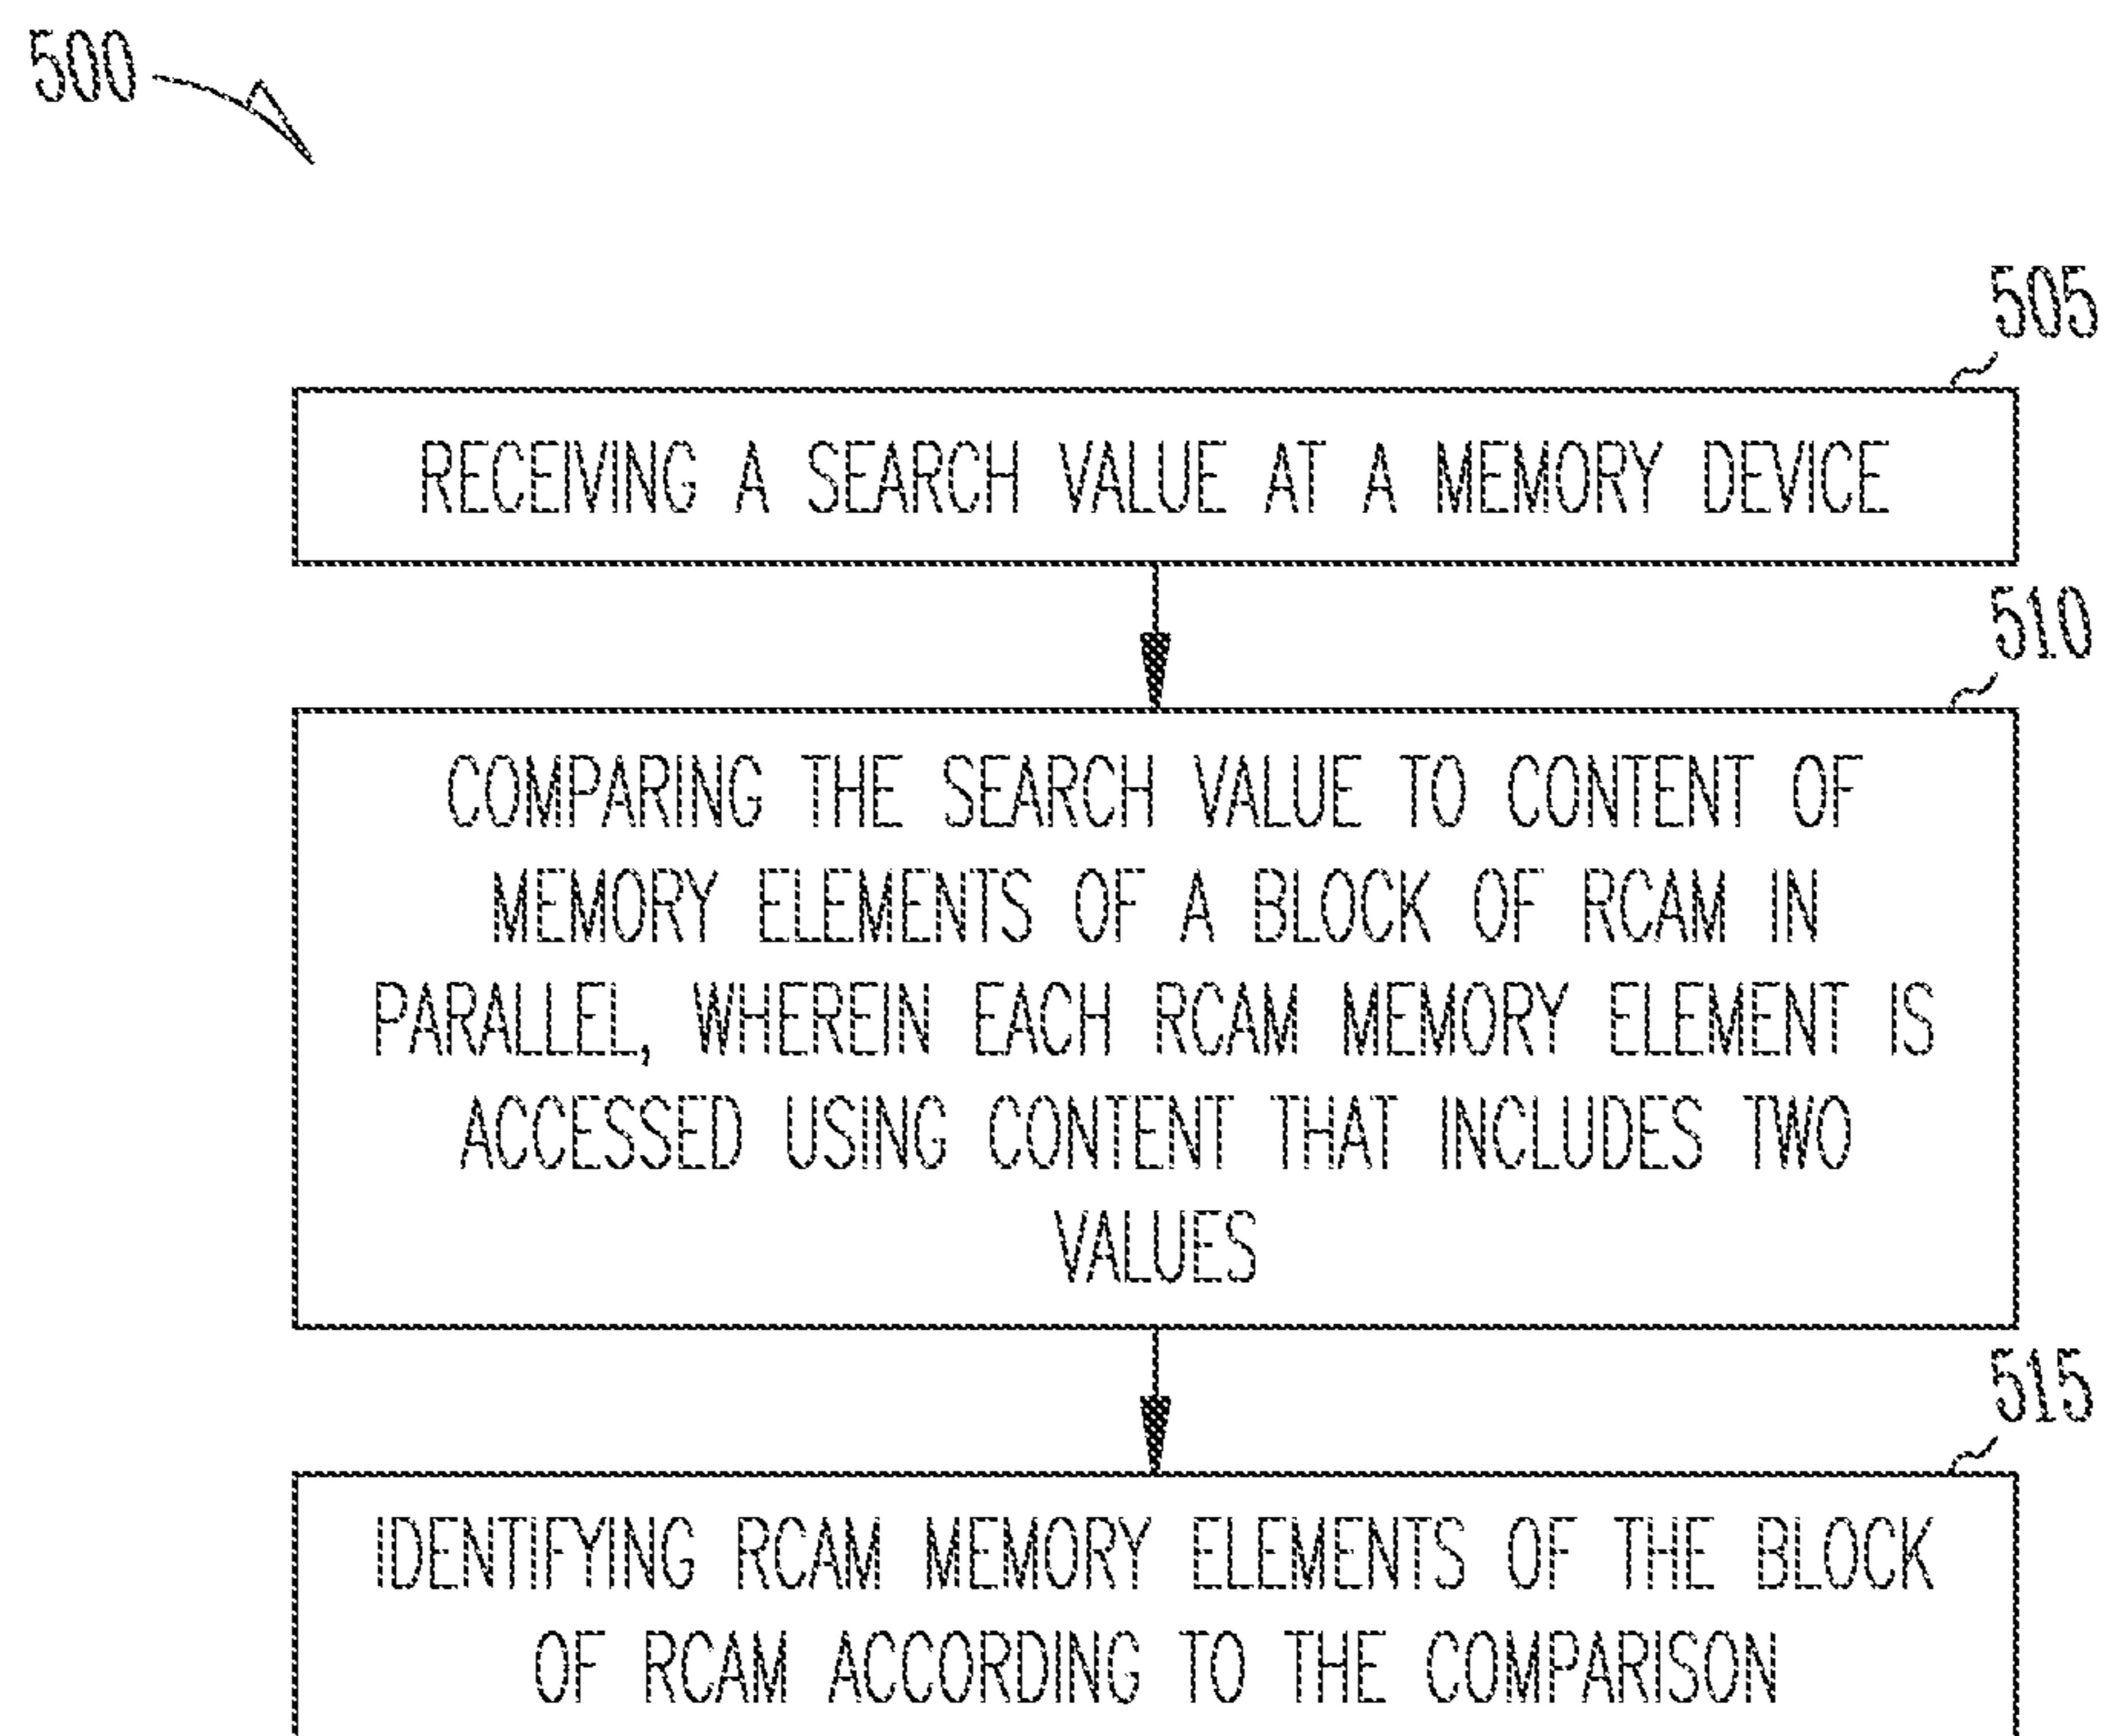 500
505
RECEIVING A SEARCH VALUE AT A MEMORY DEVICE
510
COMPARING THE SEARCH VALUE TO CONTENT OF
MEMORY ELEMENTS OF A BLOCK OF RCAM IN
PARALLEL, WHEREIN EACH RCAM MEMORY ELEMENT IS
ACCESSED USING CONTENT THAT INCLUDES TWO
VALUES
515
IDENTIFYING RCAM MEMORY ELEMENTS OF THE BLOCK
OF RCAM ACCORDING TO THE COMPARISON